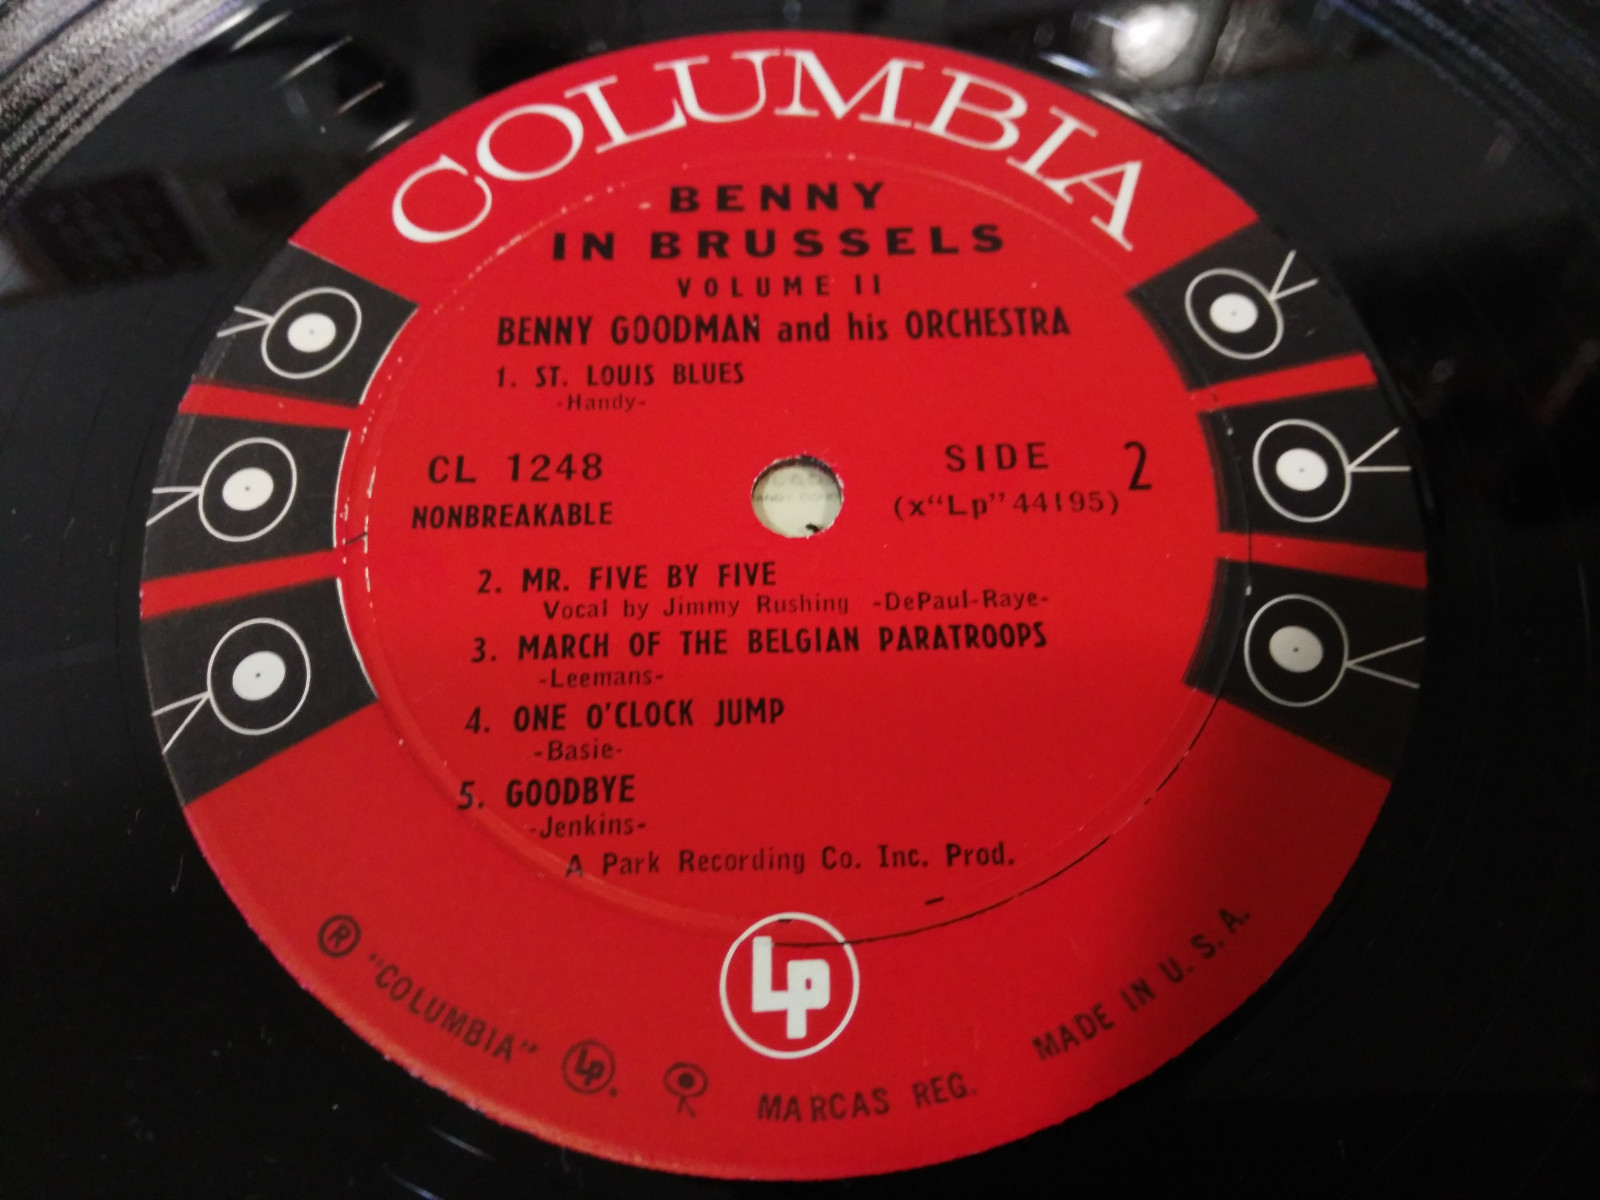 COLUMBIA
BENNY
IN BRUSSELS
VOLUME II
BENNY GOODMAN and his ORCHESTRA
1. ST. LOUIS BLUES
-Handy-
CL 1248
NONBREAKABLE
SIDE 2
(x“Lp”44195)
2. MR. FIVE BY FIVE
Vocal by Jimmy Rushing -DePaul-Raye-
3. MARCH OF THE BELGIAN PARATROOPS
-Leemans-
4. ONE O'CLOCK JUMP
-Basie-
5. GOODBYE
-Jenkins-
A Park Recording Co. Inc. Prod.
LP
® “COLUMBIA” LP. MARCAS REG. MADE IN U.S.A.